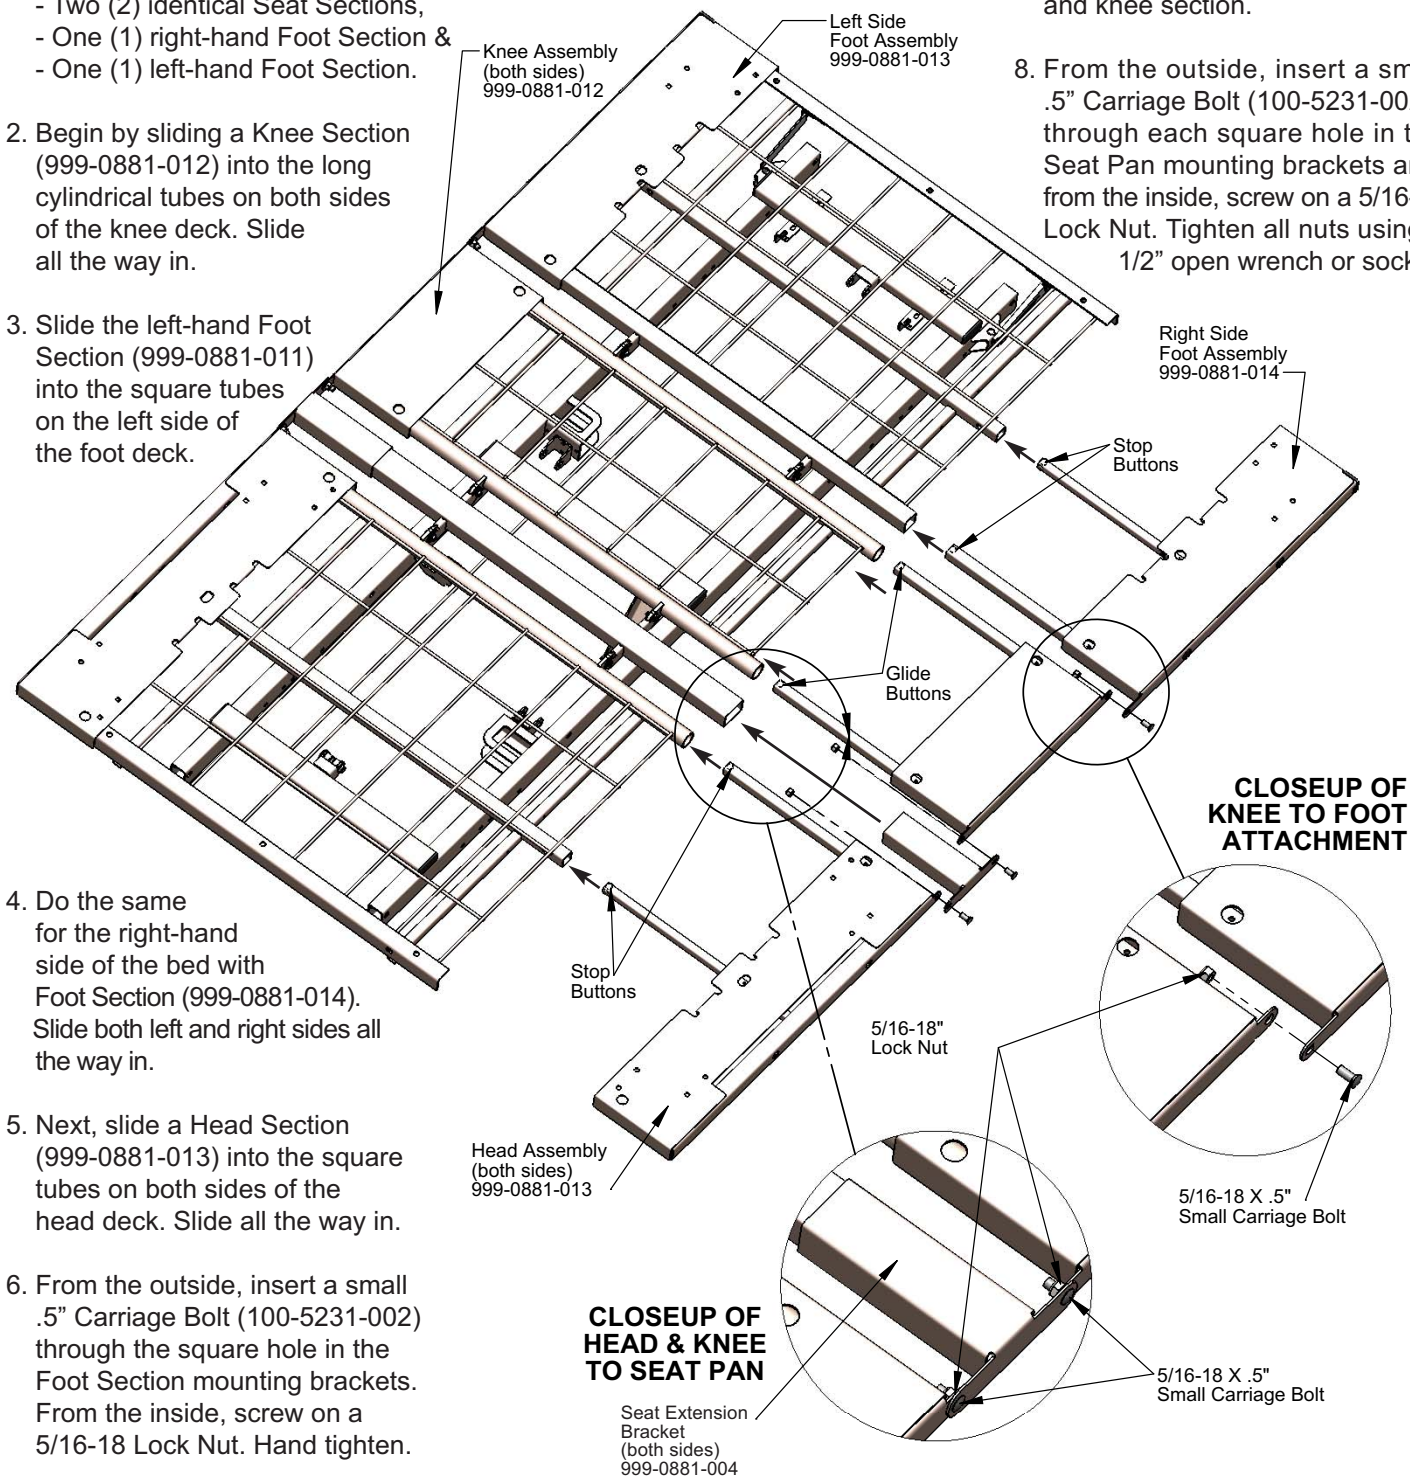 - Two (2) identical Seat Sections,
- One (1) right-hand Foot Section &
- One (1) left-hand Foot Section.
2. Begin by sliding a Knee Section
(999-0881-012) into the long
cylindrical tubes on both sides
of the knee deck. Slide
all the way in.
3. Slide the left-hand Foot
Section (999-0881-011)
into the square tubes
on the left side of
the foot deck.
4. Do the same
for the right-hand
side of the bed with
Foot Section (999-0881-014).
Slide both left and right sides all
the way in.
5. Next, slide a Head Section
(999-0881-013) into the square
tubes on both sides of the
head deck. Slide all the way in.
6. From the outside, insert a small
.5” Carriage Bolt (100-5231-002)
through the square hole in the
Foot Section mounting brackets.
From the inside, screw on a
5/16-18 Lock Nut. Hand tighten.
and knee section.
8. From the outside, insert a
.5” Carriage Bolt
through each square hole in
Seat Pan mounting brackets
from the inside, screw on a
Lock Nut. Tighten all nuts
1/2” open wrench or
Knee Assembly
(both sides)
999-0881-012
Left Side
Foot Assembly
999-0881-013
Right Side
Foot Assembly
999-0881-014
Stop
Buttons
Glide
Buttons
CLOSEUP OF
KNEE TO FOOT
ATTACHMENT
Stop
Buttons
5/16-18"
Lock Nut
Head Assembly
(both sides)
999-0881-013
5/16-18 X .5"
Small Carriage Bolt
CLOSEUP OF
HEAD & KNEE
TO SEAT PAN
5/16-18 X .5"
Small Carriage Bolt
Seat Extension
Bracket
(both sides)
999-0881-004